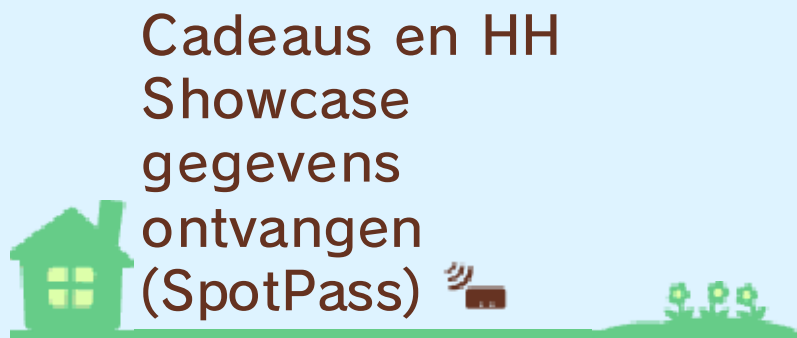 Cadeaus en HH
Showcase
gegevens
ontvangen
(SpotPass)